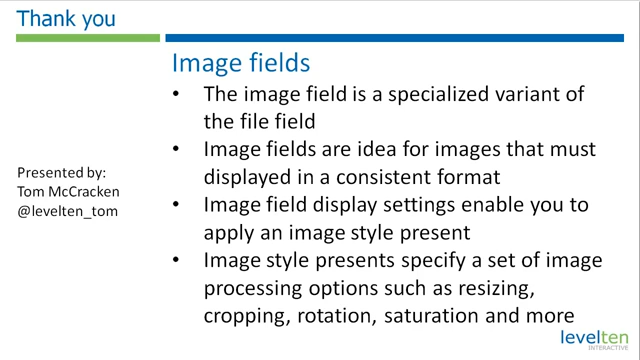 Thank you
Image fields
• The image field is a specialized variant of
the file field
• Image fields are idea for images that must
displayed in a consistent format
• Image field display settings enable you to
apply an image style present
• Image style presents specify a set of image
processing options such as resizing,
cropping, rotation, saturation and more
Presented by:
Tom McCracken
@levelten_tom
levelten
INTERACTIVE